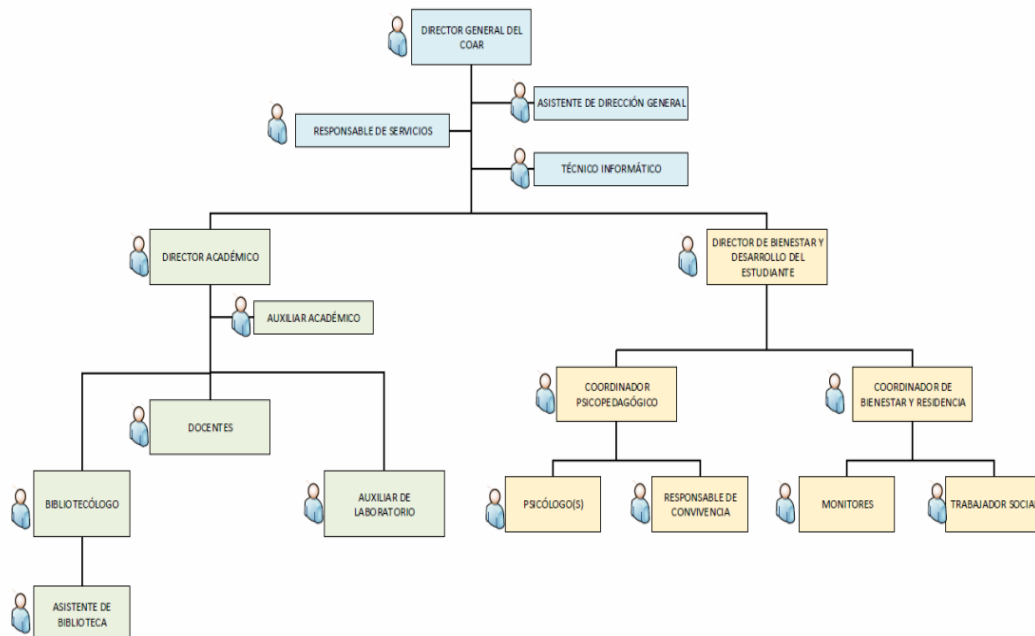 DIRECTOR GENERAL DEL
COAR
ASISTENTE DE DIRECCIÓN GENERAL
RESPONSABLE DE SERVICIOS
TÉCNICO INFORMÁTICO
DIRECTOR ACADÉMICO
DIRECTOR DE BIENESTAR Y
DESARROLLO DEL
ESTUDIANTE
AUXILIAR ACADÉMICO
COORDINADOR
PSICOPEDAGÓGICO
COORDINADOR DE
BIENESTAR Y RESIDENCIA
DOCENTES
BIBLIOTECÓLOGO
AUXILIAR DE
LABORATORIO
PSICÓLOGO(S)
RESPONSABLE DE
CONVIVENCIA
MONITORES
TRABAJADOR SOCIAL
ASISTENTE DE
BIBLIOTECA